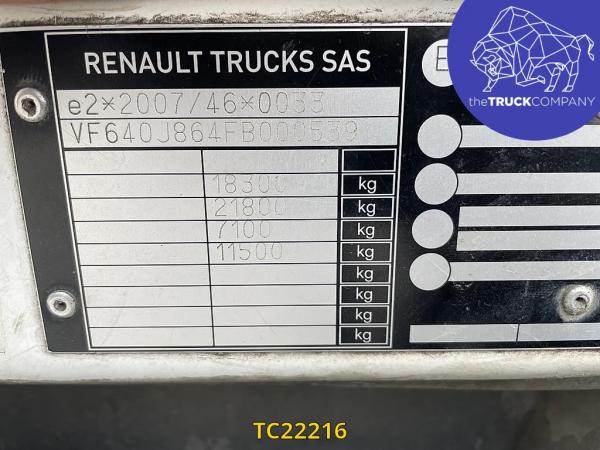 RENAULT TRUCKS SAS
e2*2007/46*0033
VF640J864FB000539
18300 kg
21800 kg
7100 kg
11500 kg
kg
kg
kg
E
theTRUCKCOMPANY
TC22216